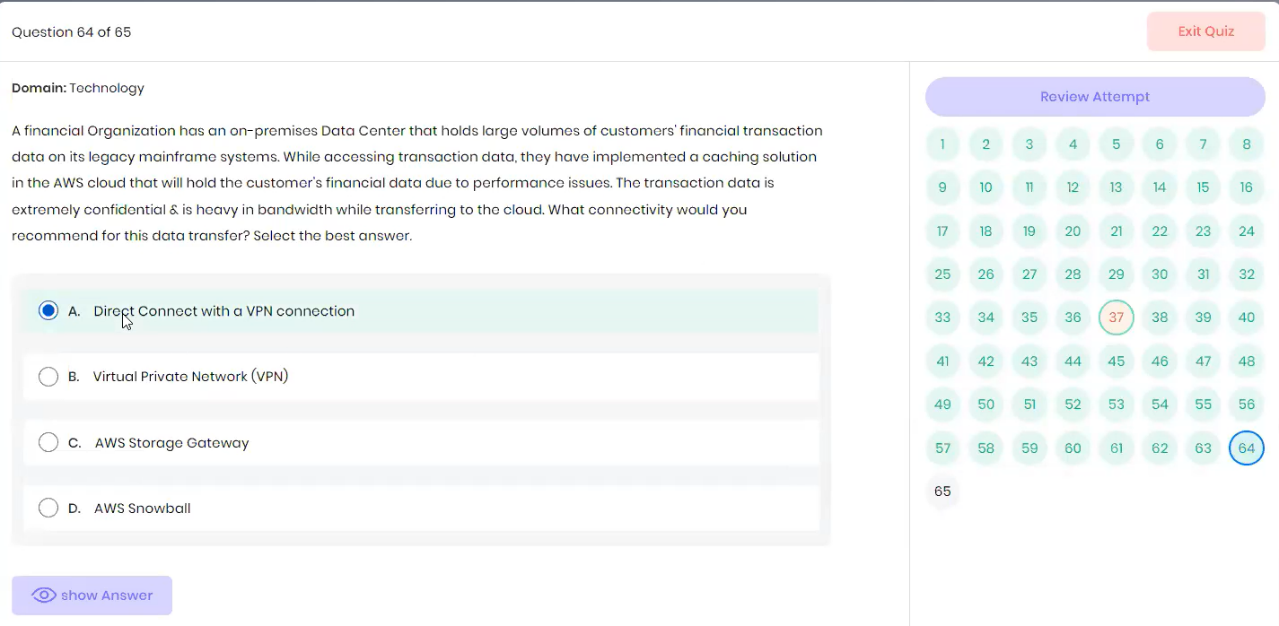 Question 64 of 65
Exit Quiz
Domain: Technology
A financial Organization has an on-premises Data Center that holds large volumes of customers' financial transaction
data on its legacy mainframe systems. While accessing transaction data, they have implemented a caching solution
in the AWS cloud that will hold the customer's financial data due to performance issues. The transaction data is
extremely confidential & is heavy in bandwidth while transferring to the cloud. What connectivity would you
recommend for this data transfer? Select the best answer.
A. Direct Connect with a VPN connection
B. Virtual Private Network (VPN)
C. AWS Storage Gateway
D. AWS Snowball
show Answer
Review Attempt
1 2 3 4 5 6 7 8
9 10 11 12 13 14 15 16
17 18 19 20 21 22 23 24
25 26 27 28 29 30 31 32
33 34 35 36 37 38 39 40
41 42 43 44 45 46 47 48
49 50 51 52 53 54 55 56
57 58 59 60 61 62 63 64
65